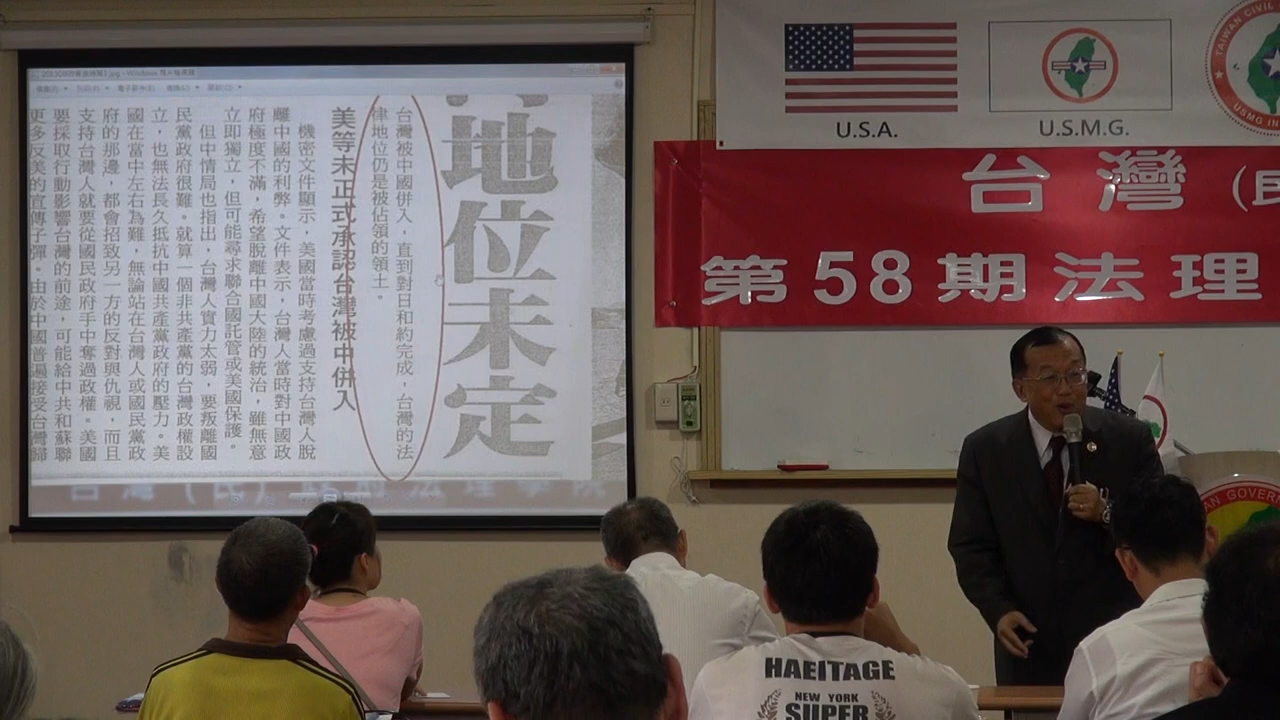 地位未定
台灣被中國併入，直到對日和約完成，台灣的法
律地位仍是被佔領的領土。
美等未正式承認台灣被中併入
機密文件顯示，美國當時考慮過支持台灣人脫
離中國的利弊。文件表示，台灣人當時對中國政
府極度不滿，希望脫離中國大陸的統治，雖無意
立即獨立，但可能尋求聯合國託管或美國保護。
但中情局也指出，台灣人實力太弱，要叛離國
民黨政府很難。就算一個非共產黨的台灣政權設
立，也無法長久抵抗中國共產黨政府的壓力。美
國在當中左右為難，無論站在台灣人或國民黨政
府的那邊，都會招致另一方的反對與仇視，而且
支持台灣人就要從國民政府手中奪過政權。美國
要採取行動影響台灣的前途，可能給中共和蘇聯
更多反美的宣傳子彈。由於中國普遍接受台灣歸
U.S.A.
U.S.M.G.
TAIWAN CIVIL
USMG IN
台灣(民
第58期法理
AN GOVER
HAEITAGE
NEW YORK
SUPER